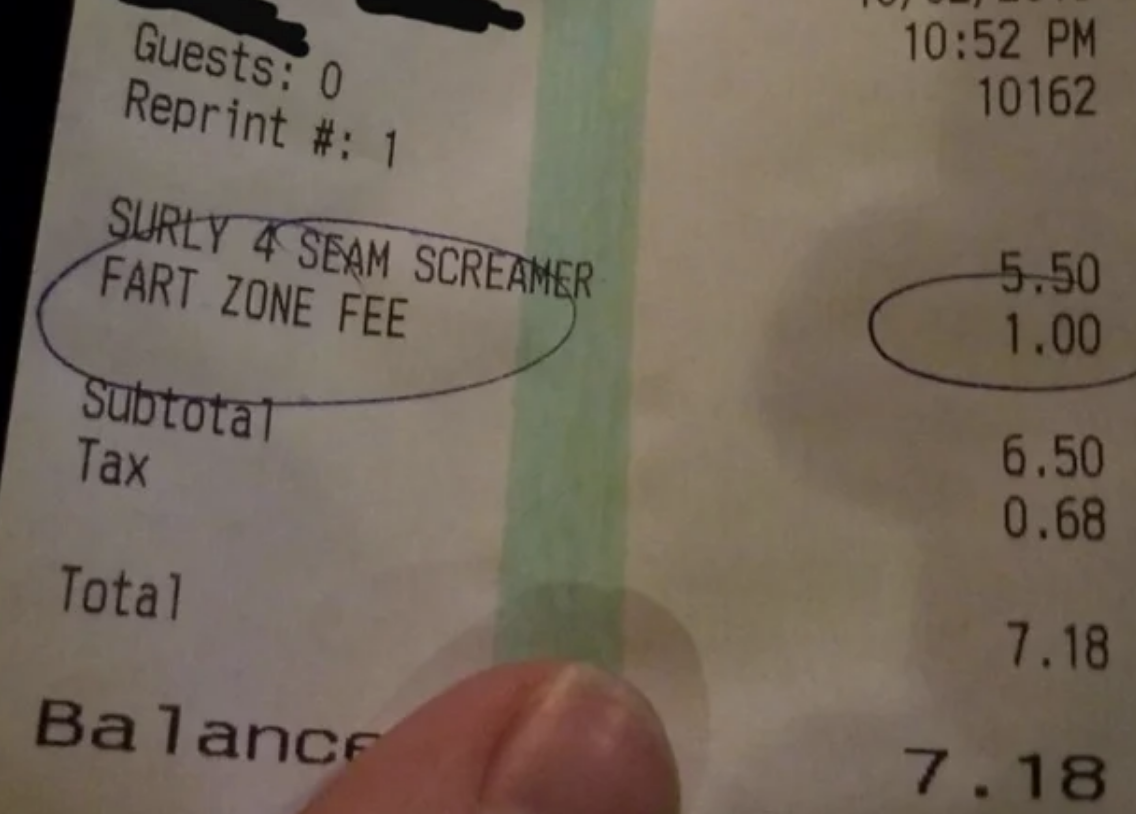 10:52 PM
Guests: 0
10162
Reprint #: 1
SURLY 4 SEAM SCREAMER 5.50
FART ZONE FEE 1.00
Subtotal 6.50
Tax 0.68
Total 7.18
Balance 7.18